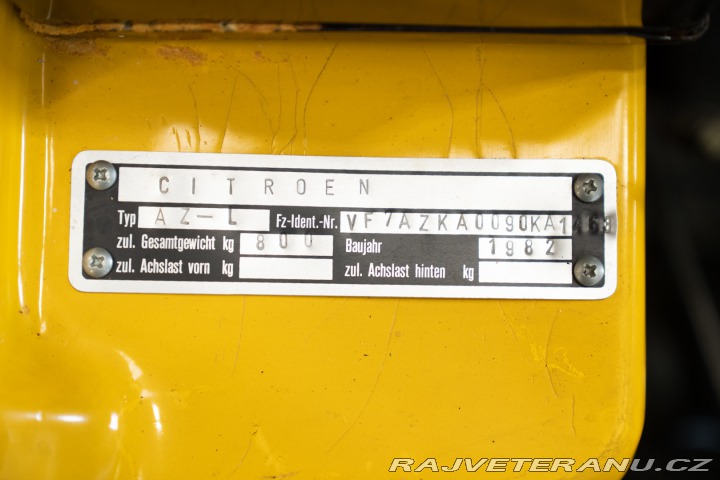 CITROEN
Typ AZ-L Fz-Ident.-Nr. VF7AZKA0090KA1463
zul. Gesamtgewicht kg 800 Baujahr 1982
zul. Achslast vorn kg zul. Achslast hinten kg
RAJVETERANU.CZ